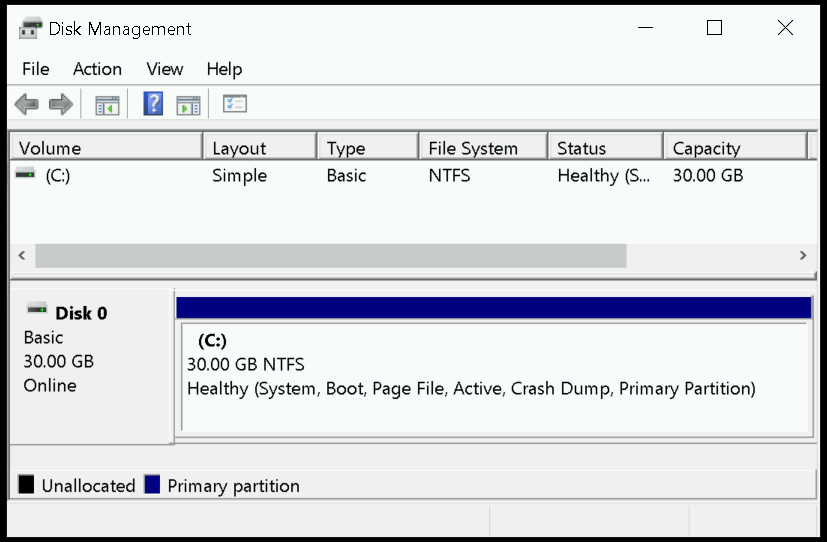 Disk Management
File Action View Help
Volume Layout Type File System Status Capacity
(C:) Simple Basic NTFS Healthy (S... 30.00 GB
Disk 0
Basic
30.00 GB
Online
(C:)
30.00 GB NTFS
Healthy (System, Boot, Page File, Active, Crash Dump, Primary Partition)
Unallocated Primary partition